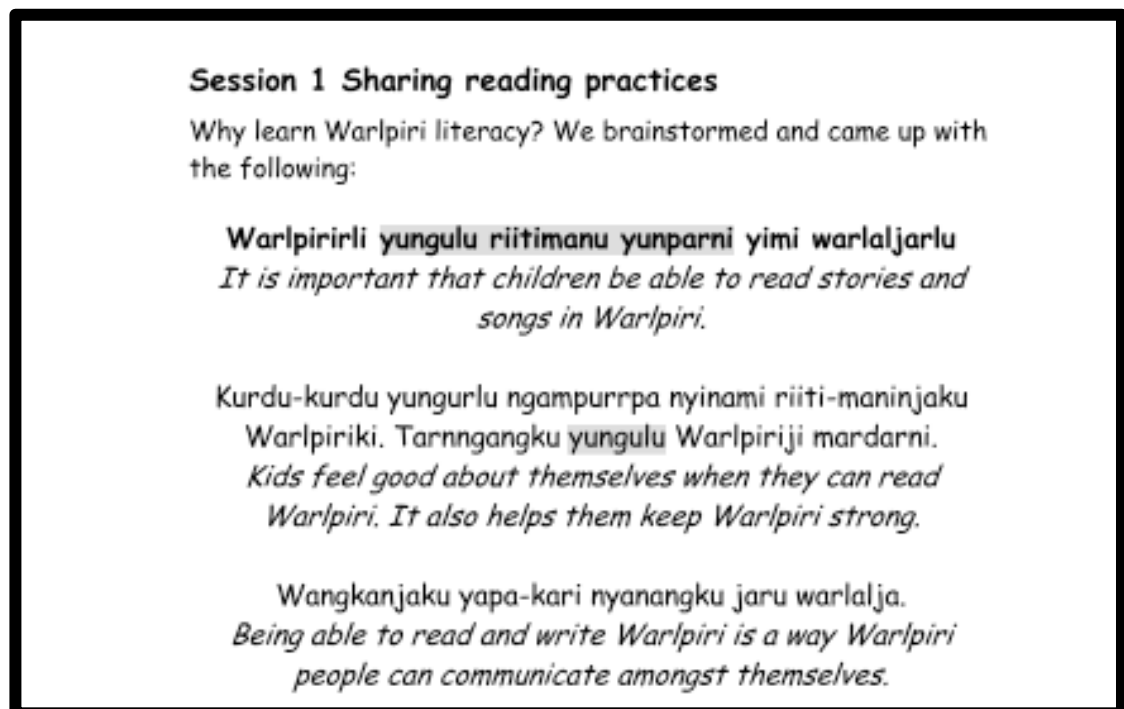 Session 1 Sharing reading practices
Why learn Warlpiri literacy? We brainstormed and came up with
the following:
Warlpirirli yungulu riitimanu yunparni yimi warlaljarlu
It is important that children be able to read stories and
songs in Warlpiri.
Kurdu-kurdu yungurlu ngampurrpa nyinami riiti-maninjaku
Warlpiriki. Tarnngangku yungulu Warlpiriji mardarni.
Kids feel good about themselves when they can read
Warlpiri. It also helps them keep Warlpiri strong.
Wangkanjaku yapa-kari nyanangku jaru warlalja.
Being able to read and write Warlpiri is a way Warlpiri
people can communicate amongst themselves.